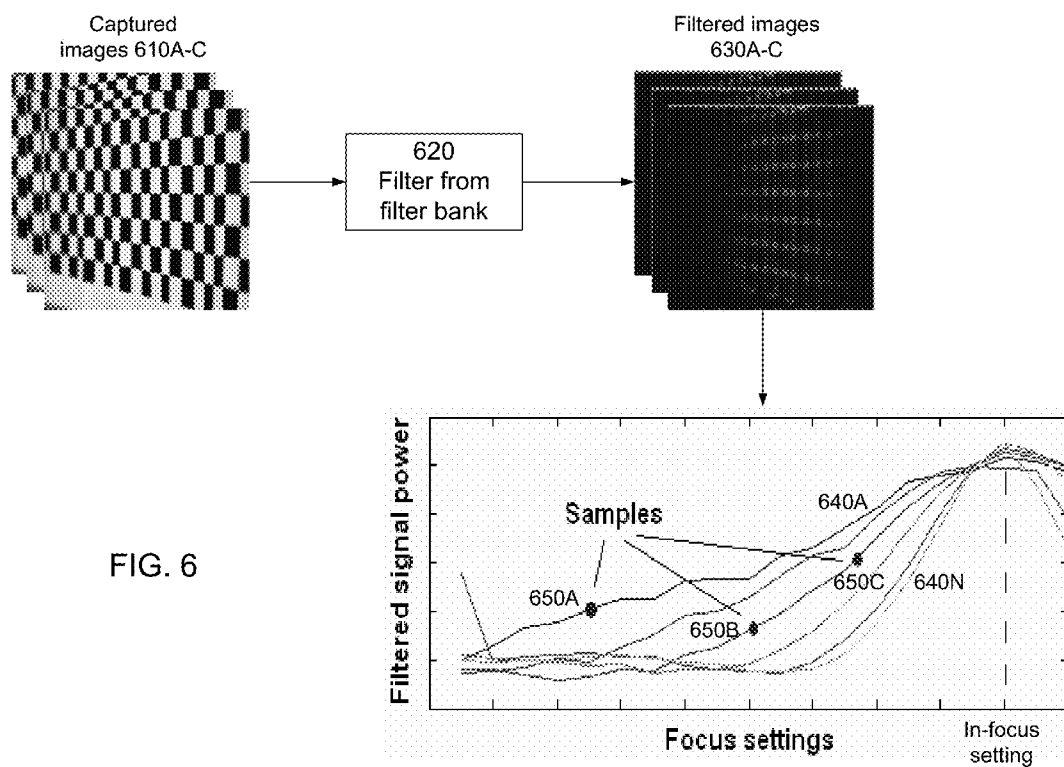 Captured
images 610A-C
Filtered images
630A-C
620
Filter from
filter bank
Filtered signal power
Samples
640A
650A
650B
650C
640N
FIG. 6
Focus settings
In-focus
setting